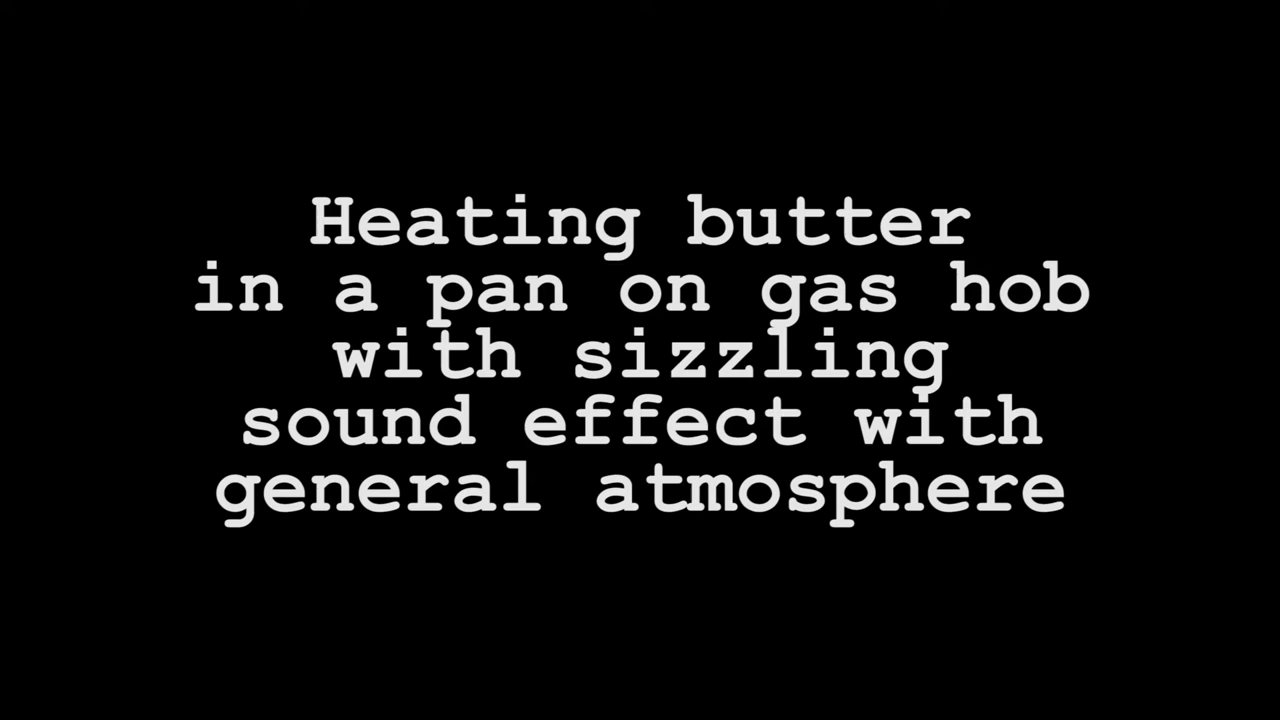 Heating butter
in a pan on gas hob
with sizzling
sound effect with
general atmosphere